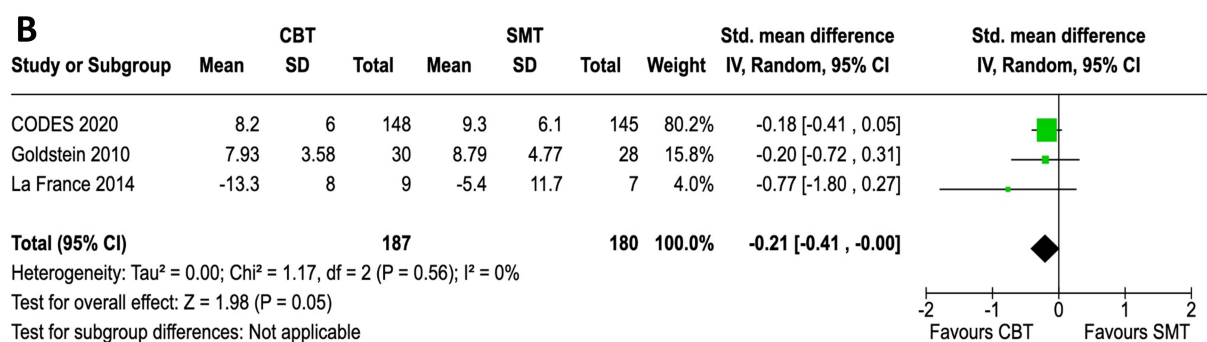 B
CBT SMT Std. mean difference Std. mean difference
Study or Subgroup Mean SD Total Mean SD Total Weight IV, Random, 95% CI IV, Random, 95% CI
CODES 2020 8.2 6 148 9.3 6.1 145 80.2% -0.18 [-0.41 , 0.05]
Goldstein 2010 7.93 3.58 30 8.79 4.77 28 15.8% -0.20 [-0.72 , 0.31]
La France 2014 -13.3 8 9 -5.4 11.7 7 4.0% -0.77 [-1.80 , 0.27]
Total (95% CI) 187 180 100.0% -0.21 [-0.41 , -0.00]
Heterogeneity: Tau² = 0.00; Chi² = 1.17, df = 2 (P = 0.56); I² = 0%
Test for overall effect: Z = 1.98 (P = 0.05)
Test for subgroup differences: Not applicable
-2 -1 0 1 2
Favours CBT Favours SMT